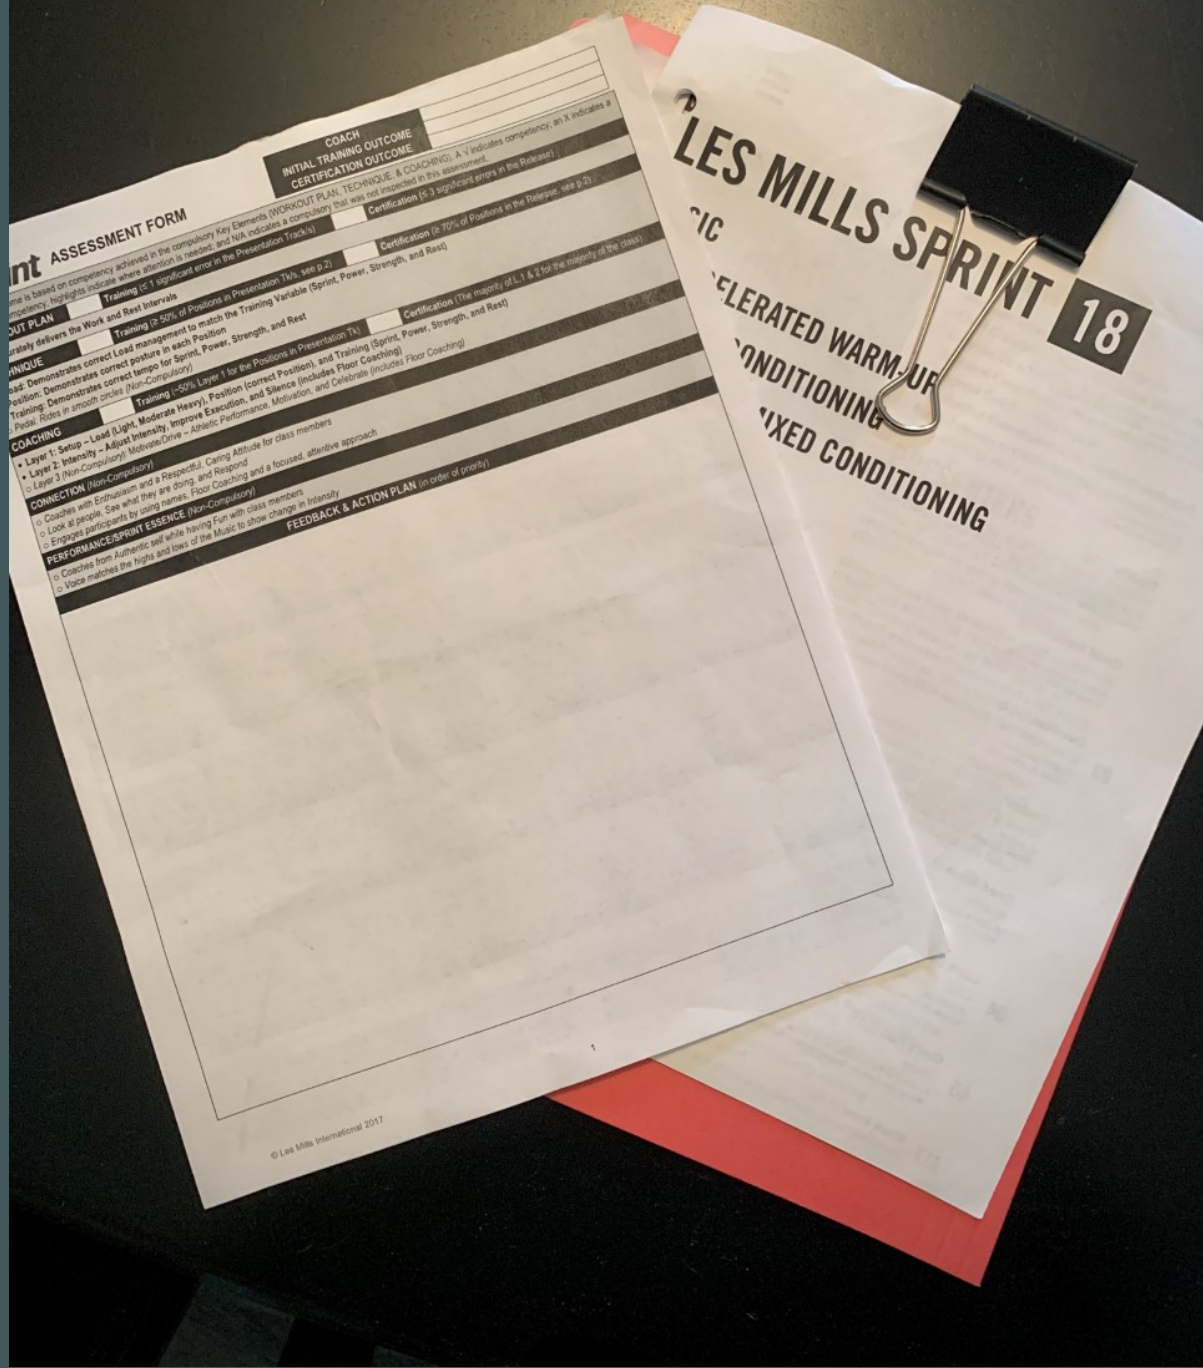 COACH
INITIAL TRAINING OUTCOME
CERTIFICATION OUTCOME
nt ASSESSMENT FORM
me is based on competency achieved in the compulsory Key Elements (WORKOUT PLAN, TECHNIQUE, & COACHING). A √ indicates competency; an X indicates a
mpetency, highlights indicate where attention is needed; and N/A indicates a compulsory that was not inspected in this assessment.
OUT PLAN Training (≤ 1 significant error in the Presentation Track/s) Certification (≤ 3 significant errors in the Release)
urately delivers the Work and Rest Intervals
HNIQUE Training (≥ 50% of Positions in Presentation Tk/s, see p.2) Certification (≥ 70% of Positions in the Release, see p.2)
oad: Demonstrates correct Load management to match the Training Variable (Sprint, Power, Strength, and Rest)
Position: Demonstrates correct posture in each Position
Training: Demonstrates correct tempo for Sprint, Power, Strength, and Rest
○ Pedal: Rides in smooth circles (Non-Compulsory)
COACHING Training (~50% Layer 1 for the Positions in Presentation Tk) Certification (The majority of L.1 & 2 for the majority of the class)
• Layer 1: Setup – Load (Light, Moderate Heavy), Position (correct Position), and Training (Sprint, Power, Strength, and Rest)
• Layer 2: Intensity – Adjust Intensity, Improve Execution, and Silence (includes Floor Coaching)
○ Layer 3 (Non-Compulsory): Motivate/Drive – Athletic Performance, Motivation, and Celebrate (includes Floor Coaching)
CONNECTION (Non-Compulsory)
○ Coaches with Enthusiasm and a Respectful, Caring Attitude for class members
○ Look at people, See what they are doing, and Respond
○ Engages participants by using names, Floor Coaching and a focused, attentive approach
PERFORMANCE/SPRINT ESSENCE (Non-Compulsory)
○ Coaches from Authentic self while having Fun with class members
○ Voice matches the highs and lows of the Music to show change in Intensity
FEEDBACK & ACTION PLAN (in order of priority)
1
© Les Mills International 2017
LES MILLS SPRINT 18
SIC
ELERATED WARM-UP
ONDITIONING
IXED CONDITIONING